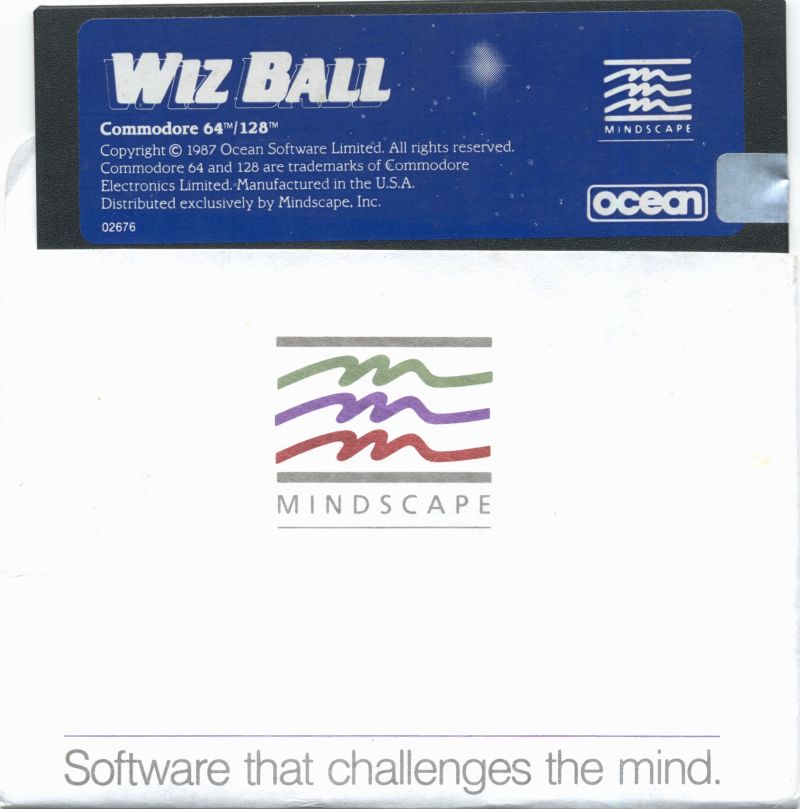 WIZ BALL
MINDSCAPE
Commodore 64™/128™
Copyright © 1987 Ocean Software Limited. All rights reserved.
Commodore 64 and 128 are trademarks of Commodore
Electronics Limited. Manufactured in the U.S.A.
Distributed exclusively by Mindscape, Inc.
ocean
02676
MINDSCAPE
Software that challenges the mind.